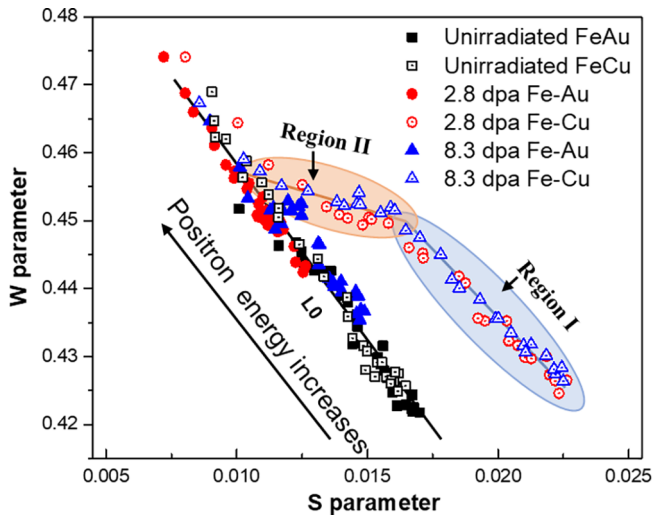 0.48
0.47
0.46
0.45
0.44
0.43
0.42
W parameter
Unirradiated FeAu
Unirradiated FeCu
2.8 dpa Fe-Au
2.8 dpa Fe-Cu
8.3 dpa Fe-Au
8.3 dpa Fe-Cu
Region II
Region I
L0
Positron energy increases
0.005
0.010
0.015
0.020
0.025
S parameter